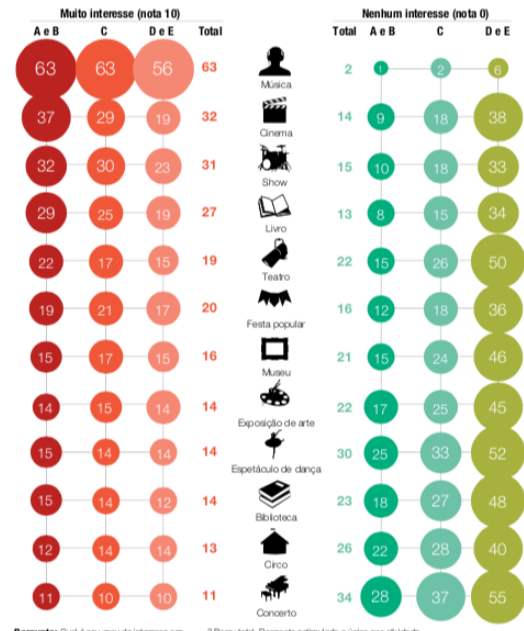 Muito interesse (nota 10) Nenhum interesse (nota 0)
A e B C D e E Total Total A e B C D e E
63 63 56 63 2 1 2 6
Música
37 29 19 32 14 9 18 38
Cinema
32 30 23 31 15 10 18 33
Show
29 25 19 27 13 8 15 34
Livro
22 17 15 19 22 15 26 50
Teatro
19 21 17 20 16 12 18 36
Festa popular
15 17 15 16 21 15 24 46
Museu
14 15 14 14 22 17 25 45
Exposição de arte
15 14 14 14 30 25 33 52
Espetáculo de dança
15 14 12 14 23 18 27 48
Biblioteca
12 14 14 13 26 22 28 40
Circo
11 10 10 11 34 28 37 55
Concerto